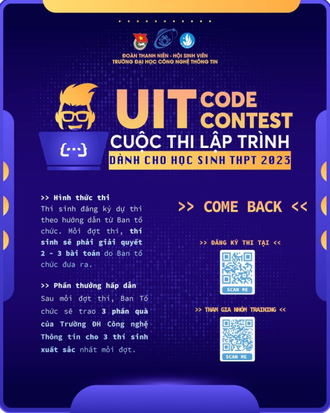 ĐOÀN THANH NIÊN - HỘI SINH VIÊN
TRƯỜNG ĐẠI HỌC CÔNG NGHỆ THÔNG TIN
UIT CODE
CONTEST
{...}
CUỘC THI LẬP TRÌNH
DÀNH CHO HỌC SINH THPT 2023
>> Hình thức thi
Thí sinh đăng ký dự thi
theo hướng dẫn từ Ban tổ
chức. Mỗi đợt thi, thí
sinh sẽ phải giải quyết
2 - 3 bài toán do Ban tổ
chức đưa ra.
>> Phần thưởng hấp dẫn
Sau mỗi đợt thi, Ban Tổ
chức sẽ trao 3 phần quà
của Trường ĐH Công nghệ
Thông tin cho 3 thí sinh
xuất sắc nhất mỗi đợt.
>> COME BACK <<
>> ĐĂNG KÝ THI TẠI <<
SCAN ME
>> THAM GIA NHÓM TRAINING <<
SCAN ME